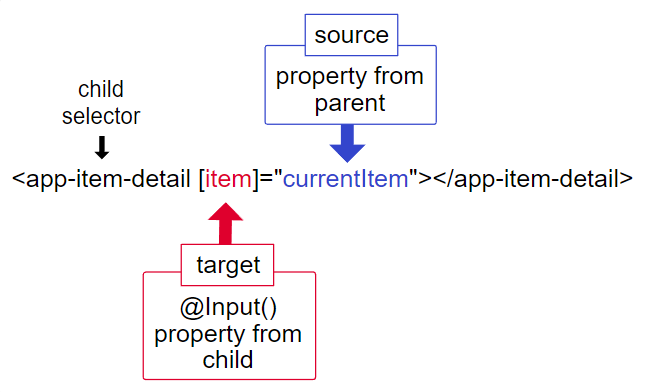 source
property from
parent
child
selector
<app-item-detail [item]="currentItem"></app-item-detail>
target
@Input()
property from
child